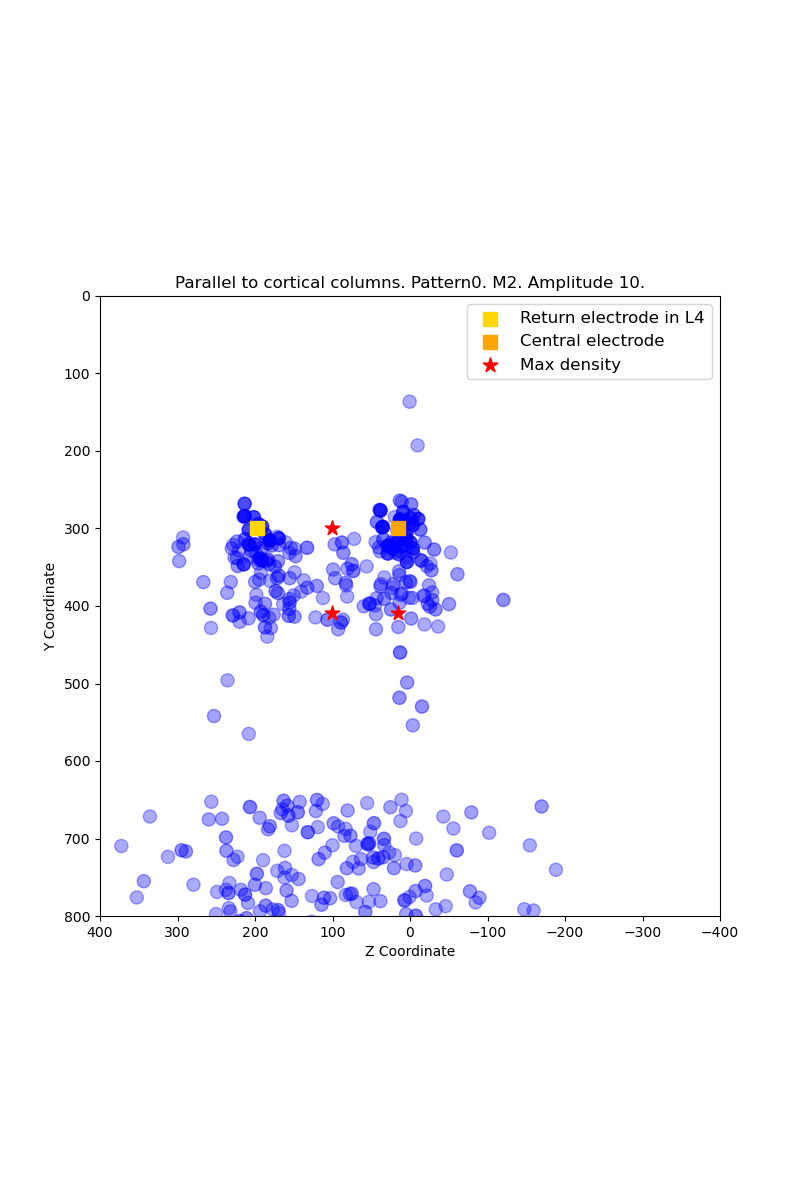 Parallel to cortical columns. Pattern0. M2. Amplitude 10.
Return electrode in L4
Central electrode
Max density
0
100
200
300
400
500
600
700
800
Y Coordinate
400 300 200 100 0 −100 −200 −300 −400
Z Coordinate